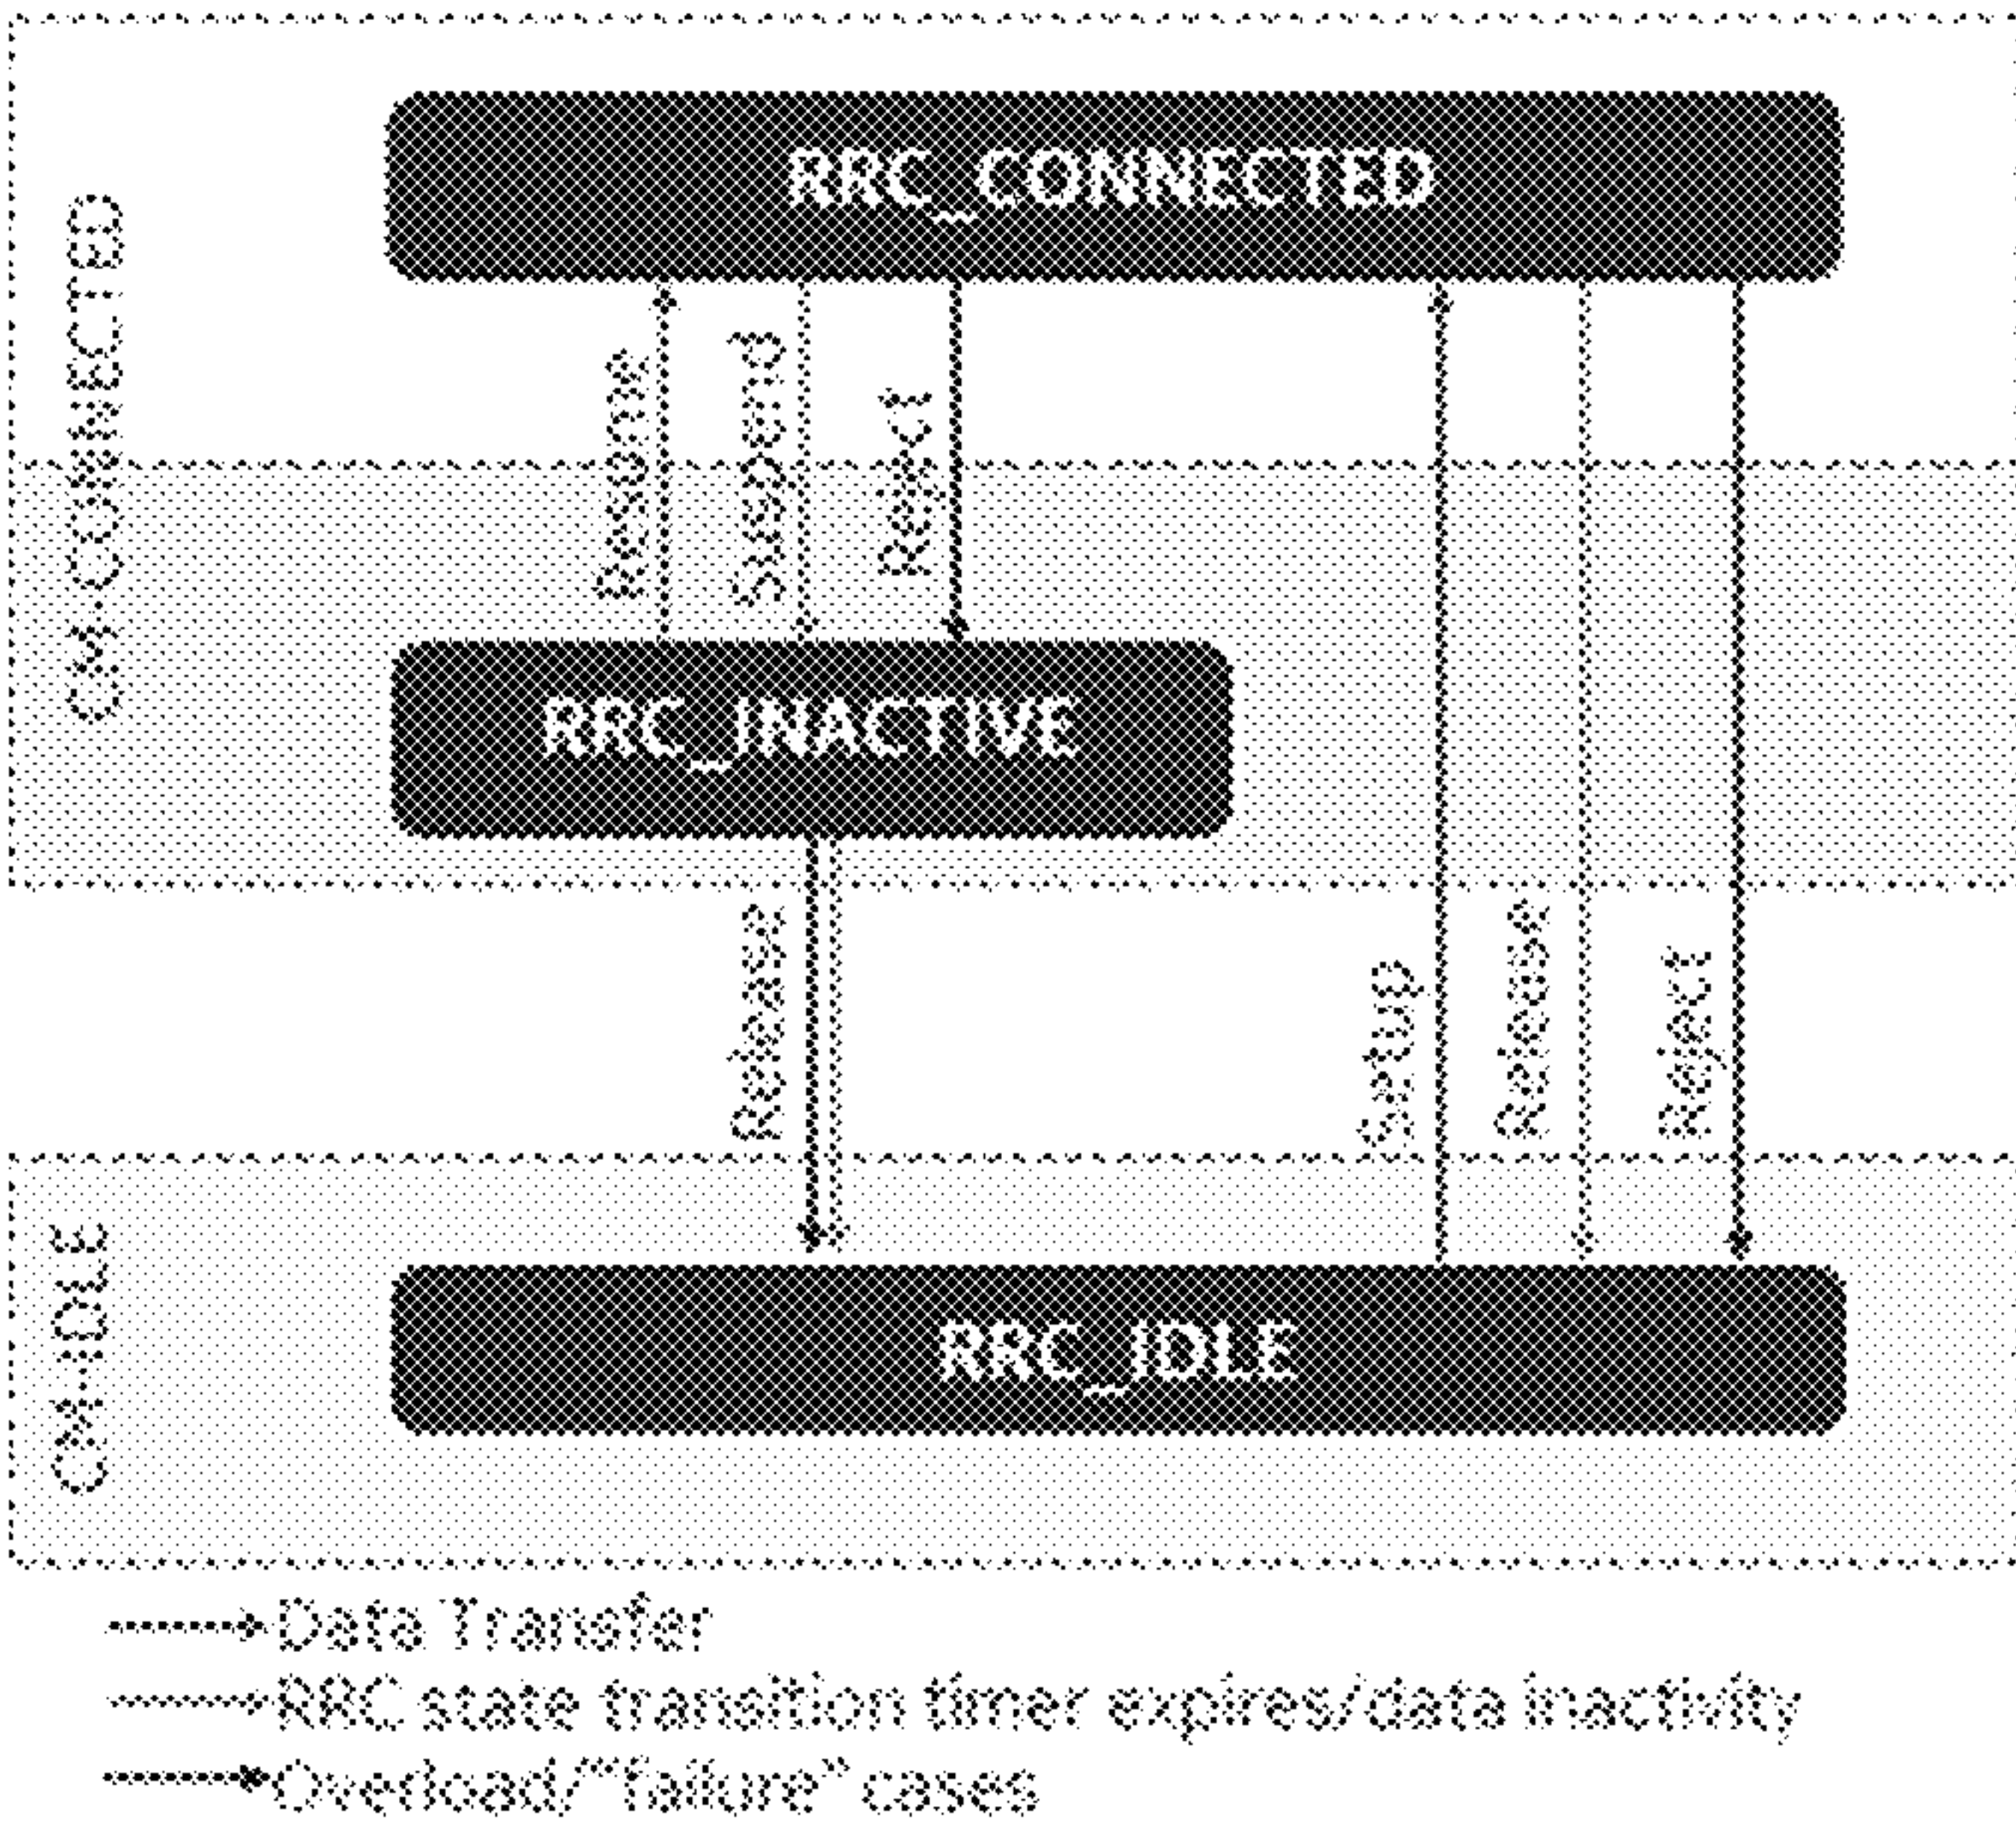 CM-CONNECTED
RRC_CONNECTED
Resume
Suspend
Reject
RRC_INACTIVE
Release
Setup
Release
Reject
CM-IDLE
RRC_IDLE
Data Transfer
RRC state transition timer expires/data inactivity
Overload/"failure" cases